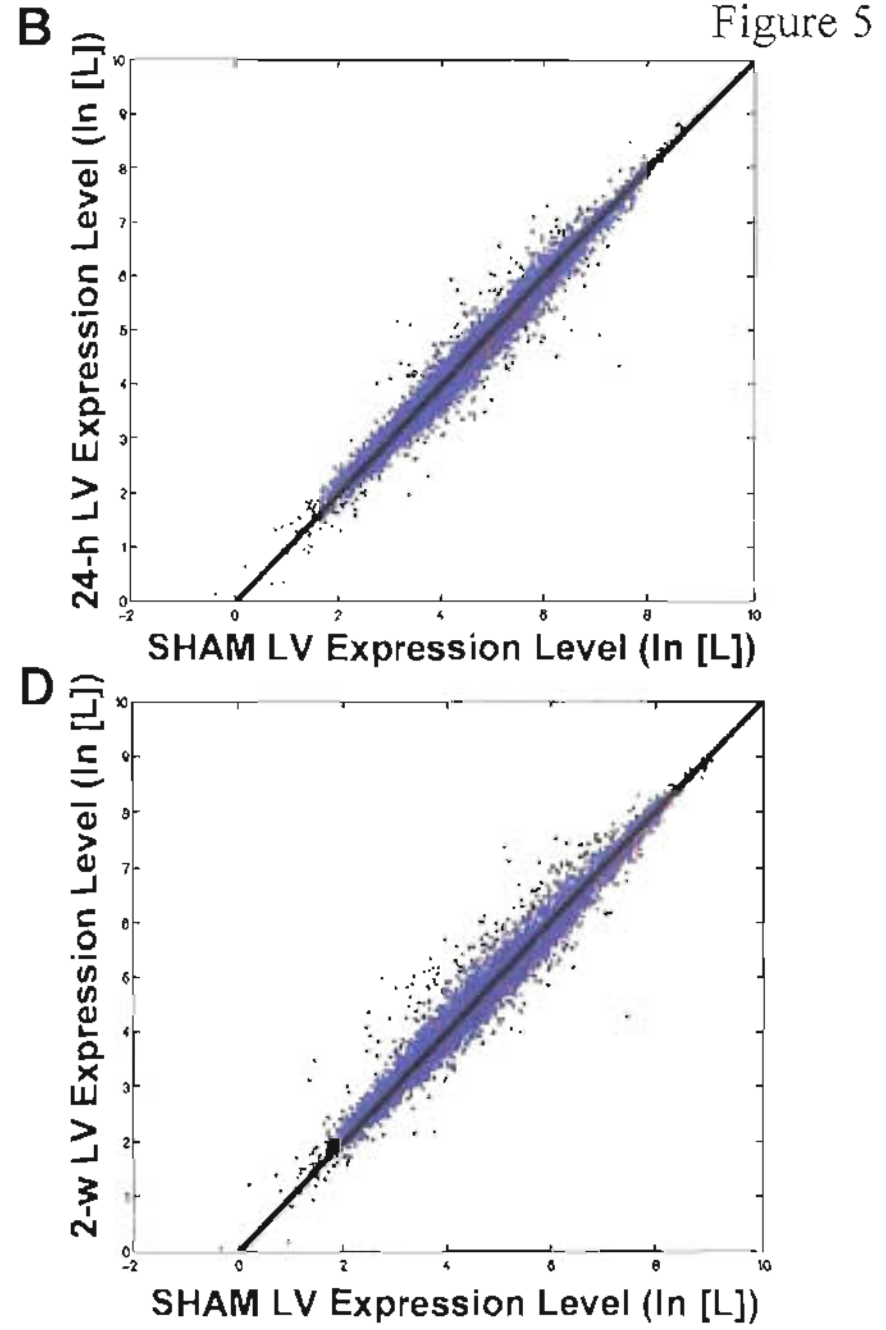 Figure 5
B
24-h LV Expression Level (ln [L])
10
9
8
7
6
5
4
3
2
1
0
-2 0 2 4 6 8 10
SHAM LV Expression Level (ln [L])
D
2-w LV Expression Level (ln [L])
10
9
8
7
6
5
4
3
2
1
0
-2 0 2 4 6 8 10
SHAM LV Expression Level (ln [L])